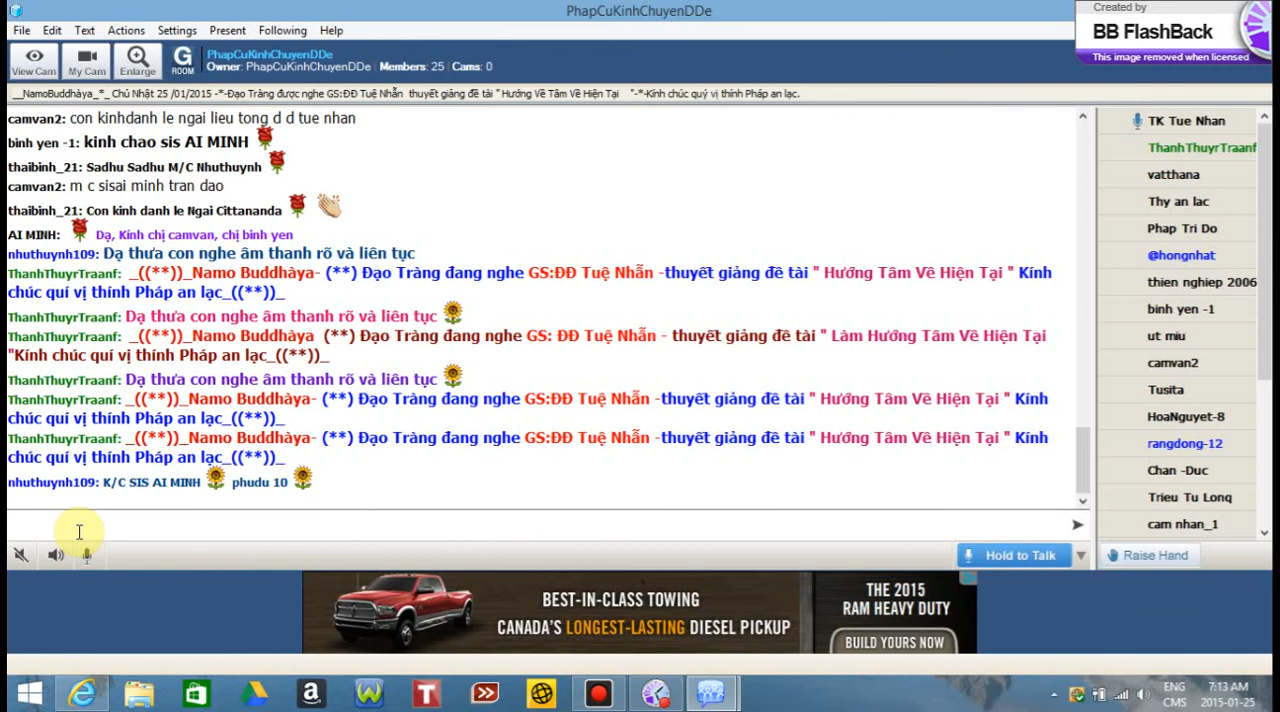 PhapCuKinhChuyenDDe
Created by
BB FlashBack
This image removed when licensed
File Edit Text Actions Settings Present Following Help
View Cam
My Cam
Enlarge
G
ROOM
PhapCuKinhChuyenDDe
Owner: PhapCuKinhChuyenDDe Members: 25 Cams: 0
__NamoBuddhàya_*_ Chủ Nhật 25 /01/2015 -*-Đạo Tràng được nghe GS:ĐĐ Tuệ Nhẫn thuyết giảng đề tài " Hướng Về Tâm Về Hiện Tại "-*-Kính chúc quý vị thính Pháp an lạc.
camvan2: con kinhdanh le ngai lieu tong d d tue nhan
binh yen -1: kinh chao sis AI MINH
thaibinh_21: Sadhu Sadhu M/C Nhuthuynh
camvan2: m c sisai minh tran dao
thaibinh_21: Con kinh danh le Ngai Cittananda
AI MINH: Dạ, Kính chị camvan, chị binh yen
nhuthuynh109: Dạ thưa con nghe âm thanh rõ và liên tục
ThanhThuyrTraanf: _((**))_Namo Buddhàya- (**) Đạo Tràng đang nghe GS:ĐĐ Tuệ Nhẫn -thuyết giảng đề tài " Hướng Tâm Về Hiện Tại " Kính
chúc quí vị thính Pháp an lạc_((**))_
ThanhThuyrTraanf: Dạ thưa con nghe âm thanh rõ và liên tục
ThanhThuyrTraanf: _((**))_Namo Buddhàya (**) Đạo Tràng đang nghe GS: ĐĐ Tuệ Nhẫn - thuyết giảng đề tài " Làm Hướng Tâm Về Hiện Tại
"Kính chúc quí vị thính Pháp an lạc_((**))_
ThanhThuyrTraanf: Dạ thưa con nghe âm thanh rõ và liên tục
ThanhThuyrTraanf: _((**))_Namo Buddhàya- (**) Đạo Tràng đang nghe GS:ĐĐ Tuệ Nhẫn -thuyết giảng đề tài " Hướng Tâm Về Hiện Tại " Kính
chúc quí vị thính Pháp an lạc_((**))_
ThanhThuyrTraanf: _((**))_Namo Buddhàya- (**) Đạo Tràng đang nghe GS:ĐĐ Tuệ Nhẫn -thuyết giảng đề tài " Hướng Tâm Về Hiện Tại " Kính
chúc quí vị thính Pháp an lạc_((**))_
nhuthuynh109: K/C SIS AI MINH phudu 10
TK Tue Nhan
ThanhThuyrTraanf
vatthana
Thy an lac
Phap Tri Do
@hongnhat
thien nghiep 2006
binh yen -1
ut miu
camvan2
Tusita
HoaNguyet-8
rangdong-12
Chan -Duc
Trieu Tu Long
cam nhan_1
Hold to Talk
Raise Hand
BEST-IN-CLASS TOWING
CANADA'S LONGEST-LASTING DIESEL PICKUP
THE 2015
RAM HEAVY DUTY
BUILD YOURS NOW
ENG
CMS
7:13 AM
2015-01-25